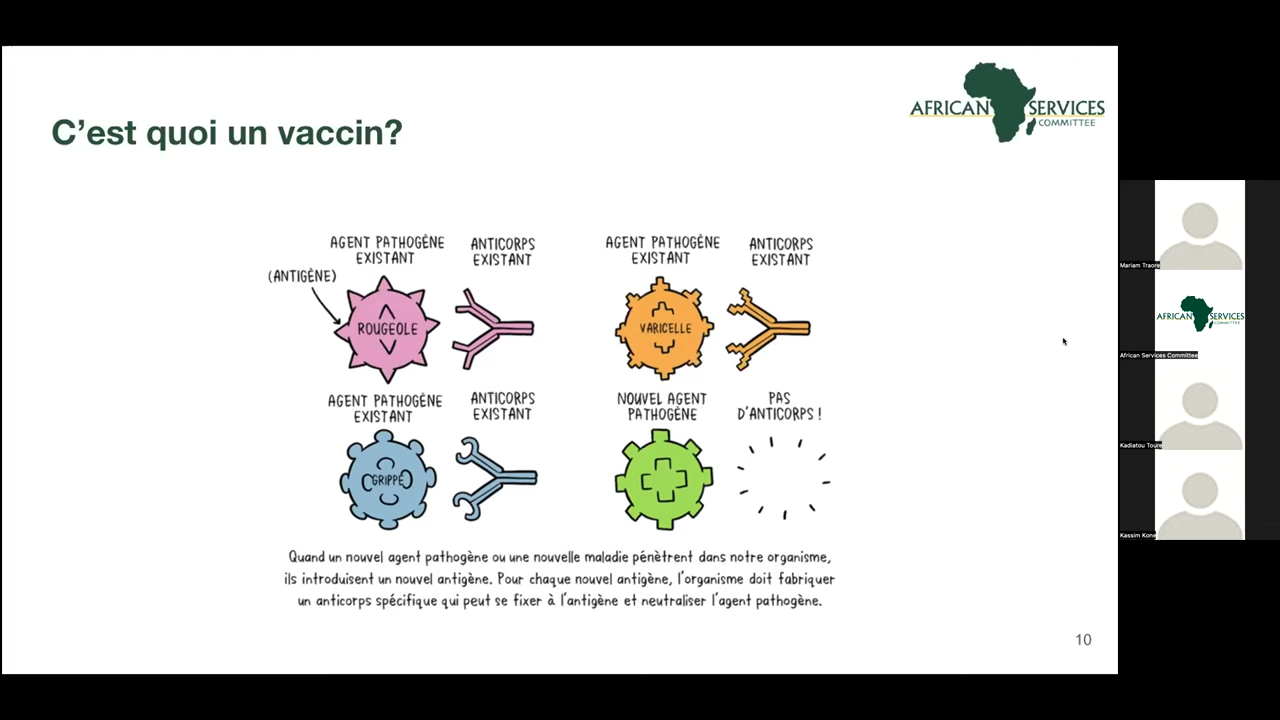 AFRICAN SERVICES
COMMITTEE
C'est quoi un vaccin?
AGENT PATHOGÈNE
EXISTANT
ANTICORPS
EXISTANT
(ANTIGÈNE)
ROUGEOLE
AGENT PATHOGÈNE
EXISTANT
ANTICORPS
EXISTANT
VARICELLE
AGENT PATHOGÈNE
EXISTANT
ANTICORPS
EXISTANT
GRIPPE
NOUVEL AGENT
PATHOGÈNE
PAS
D'ANTICORPS !
Quand un nouvel agent pathogène ou une nouvelle maladie pénètrent dans notre organisme,
ils introduisent un nouvel antigène. Pour chaque nouvel antigène, l'organisme doit fabriquer
un anticorps spécifique qui peut se fixer à l'antigène et neutraliser l'agent pathogène.
10
Mariam Traore
AFRICAN SERVICES
COMMITTEE
African Services Committee
Kadiatou Toure
Kassim Kone